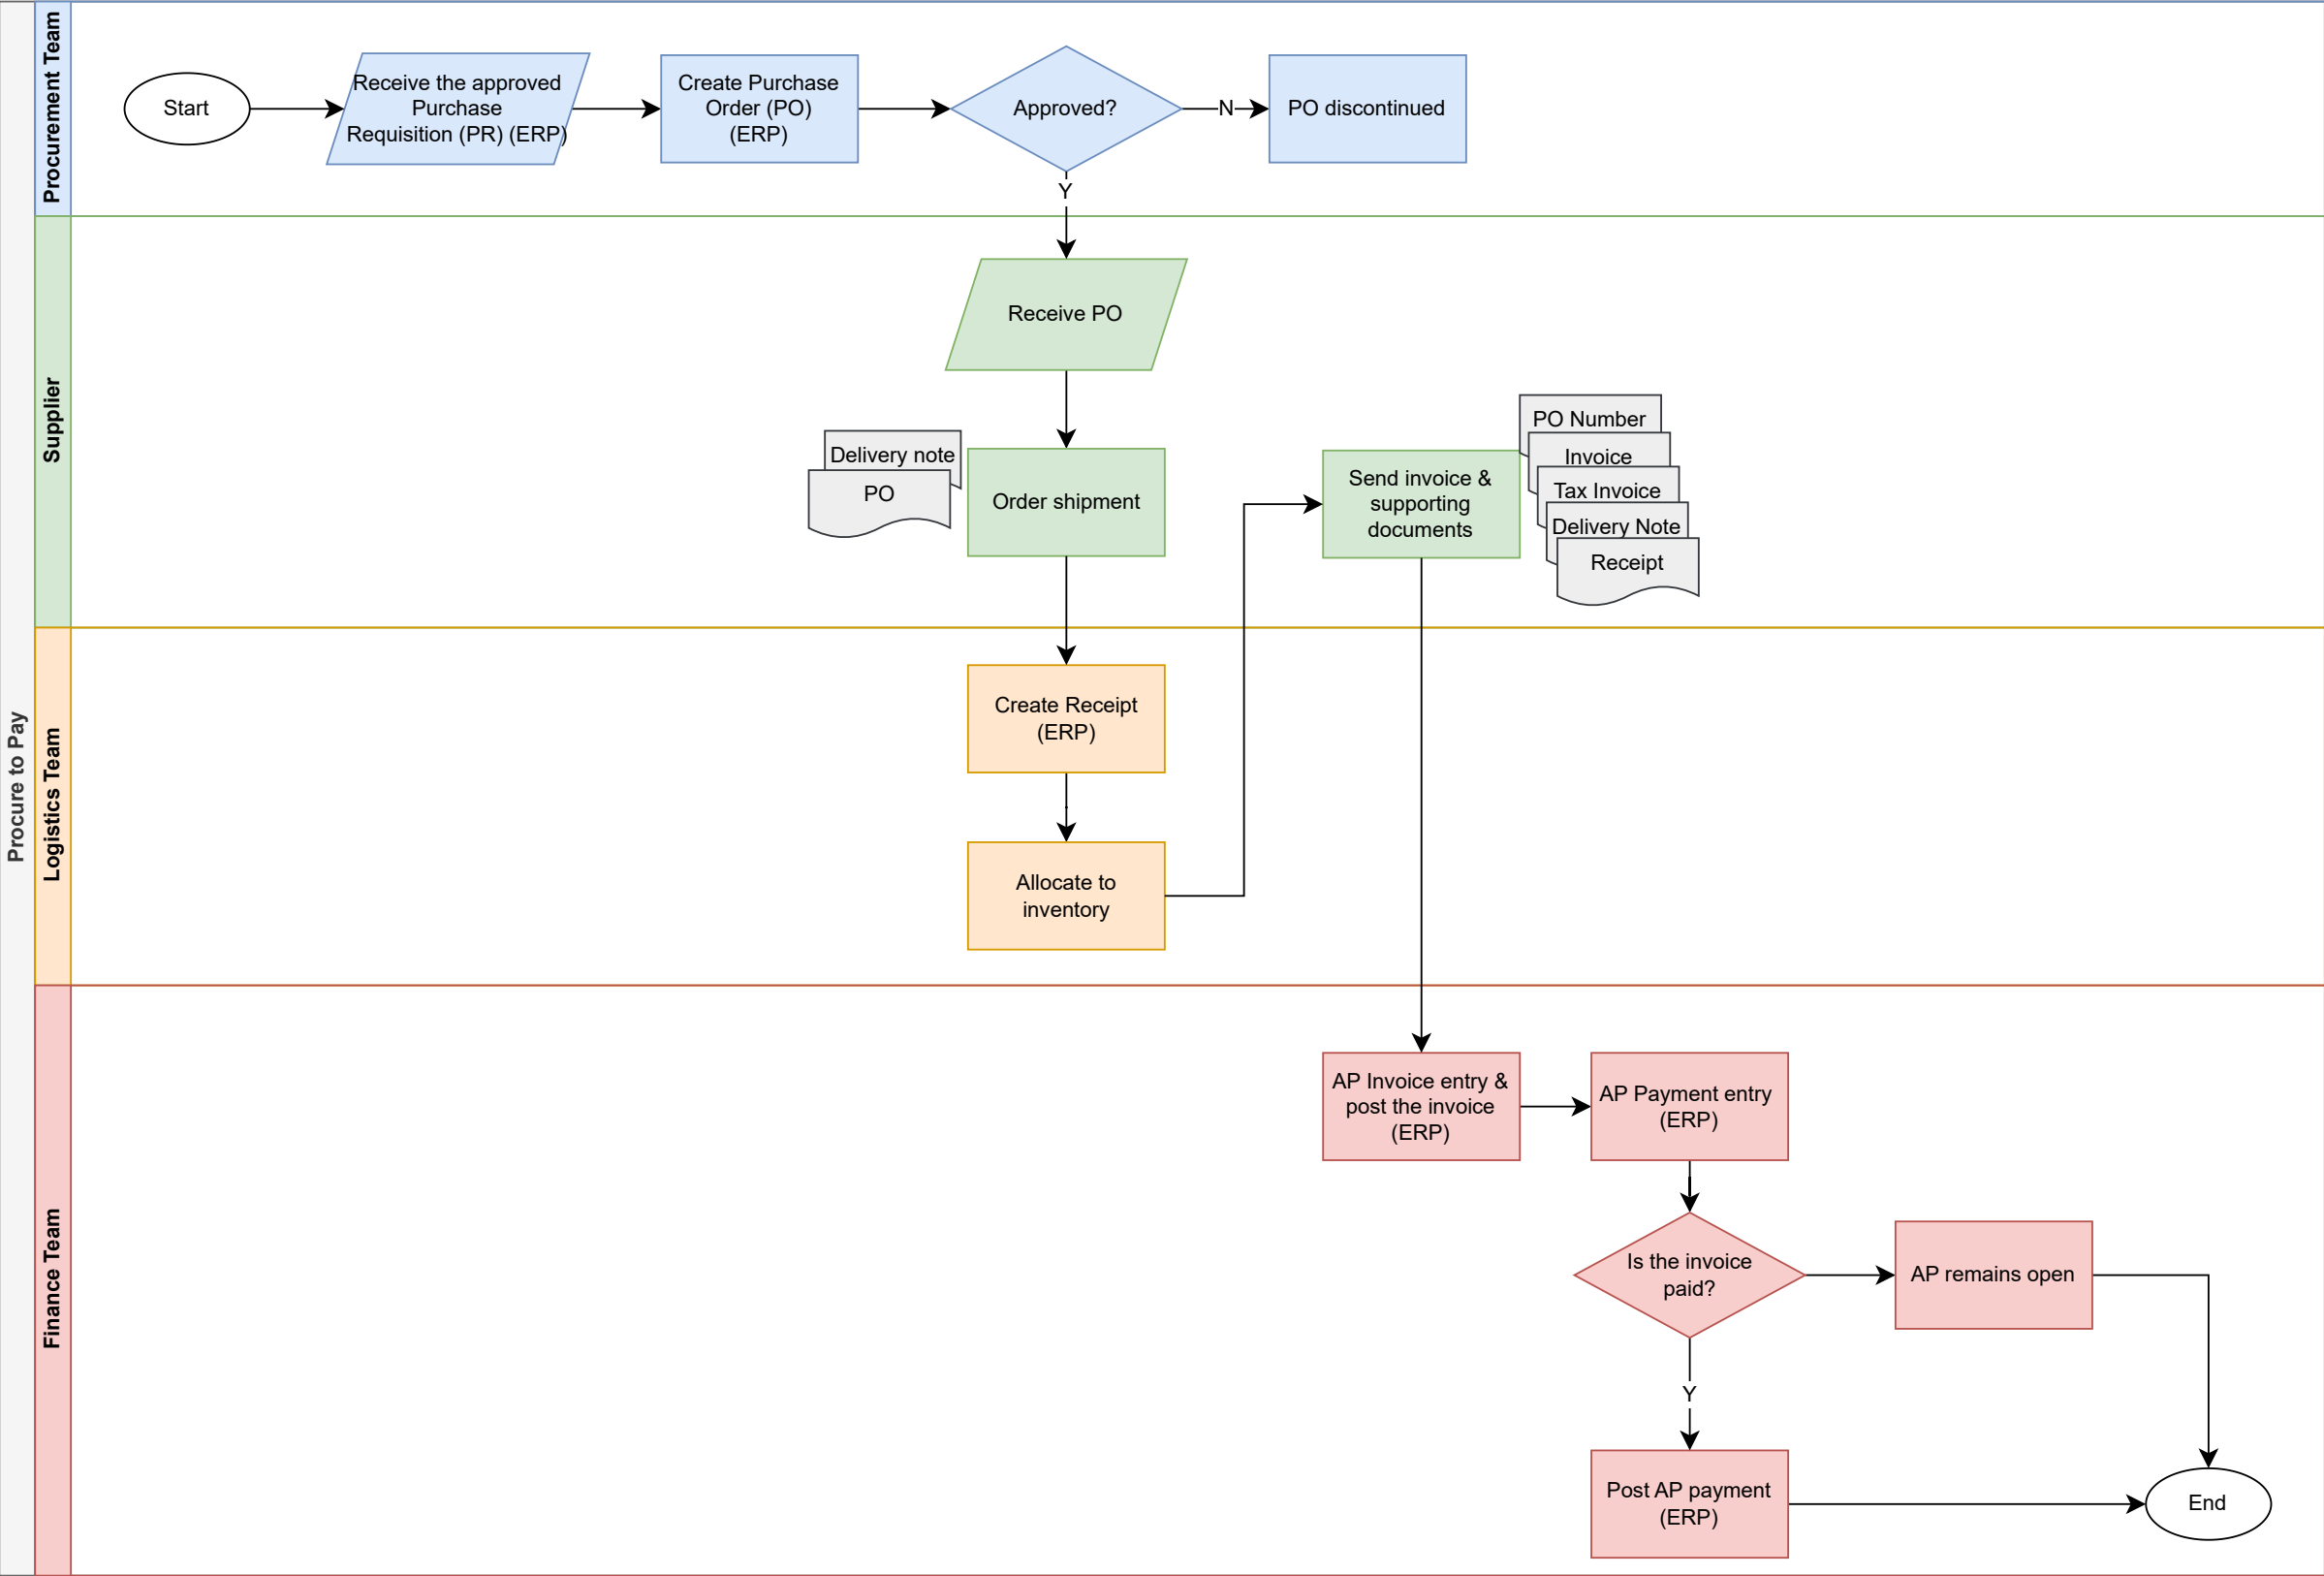 Procure to Pay
Procurement Team
Start
Receive the approved
Purchase
Requisition (PR) (ERP)
Create Purchase
Order (PO)
(ERP)
Approved?
N
PO discontinued
Y
Supplier
Receive PO
Delivery note
PO
Order shipment
Send invoice &
supporting
documents
PO Number
Invoice
Tax Invoice
Delivery Note
Receipt
Logistics Team
Create Receipt
(ERP)
Allocate to
inventory
Finance Team
AP Invoice entry &
post the invoice
(ERP)
AP Payment entry
(ERP)
Is the invoice
paid?
AP remains open
Y
Post AP payment
(ERP)
End